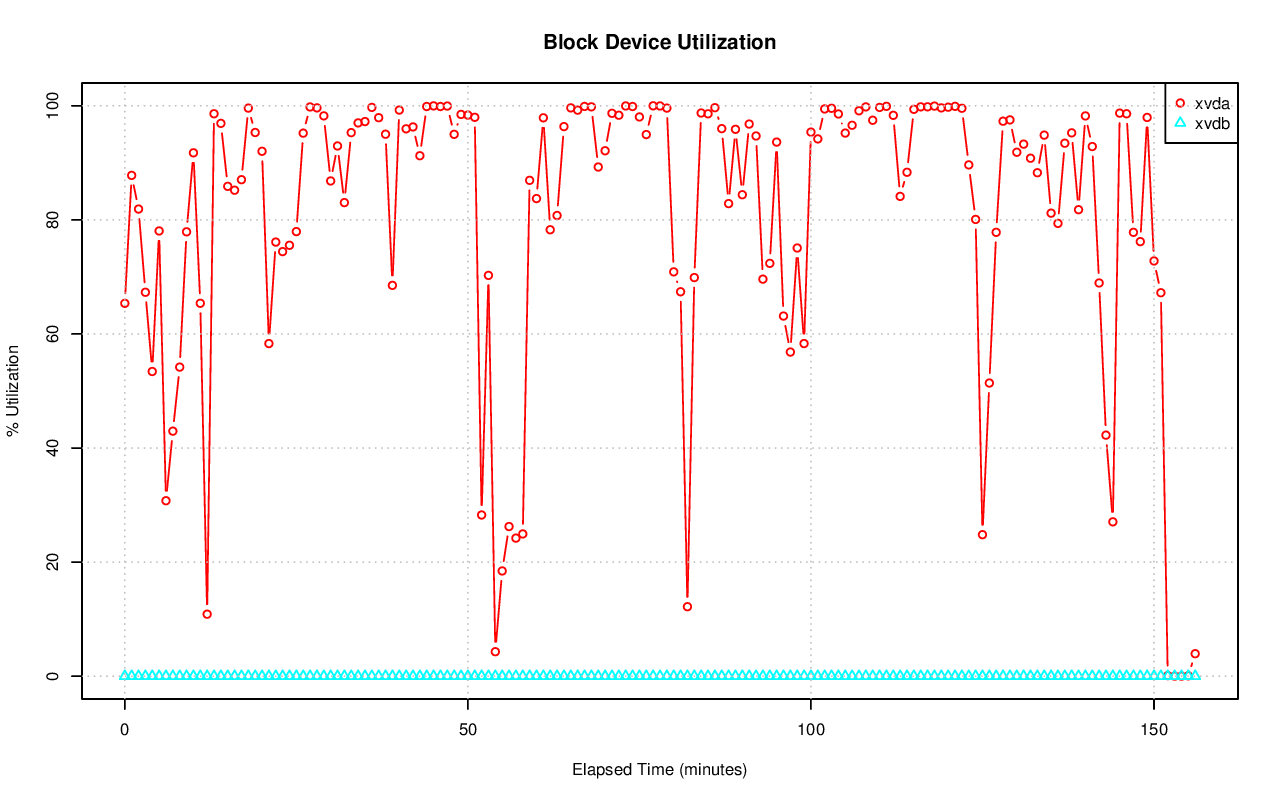 Block Device Utilization
xvda
xvdb
% Utilization
100
80
60
40
20
0
0 50 100 150
Elapsed Time (minutes)